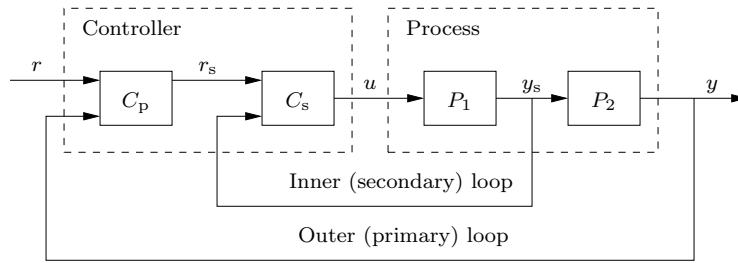 Controller
Process
r
r_s
u
y_s
y
C_p
C_s
P_1
P_2
Inner (secondary) loop
Outer (primary) loop